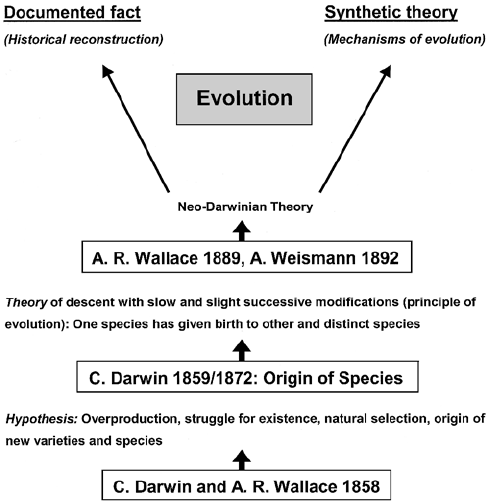 Documented fact
(Historical reconstruction)
Synthetic theory
(Mechanisms of evolution)
Evolution
Neo-Darwinian Theory
A. R. Wallace 1889, A. Weismann 1892
Theory of descent with slow and slight successive modifications (principle of
evolution): One species has given birth to other and distinct species
C. Darwin 1859/1872: Origin of Species
Hypothesis: Overproduction, struggle for existence, natural selection, origin of
new varieties and species
C. Darwin and A. R. Wallace 1858